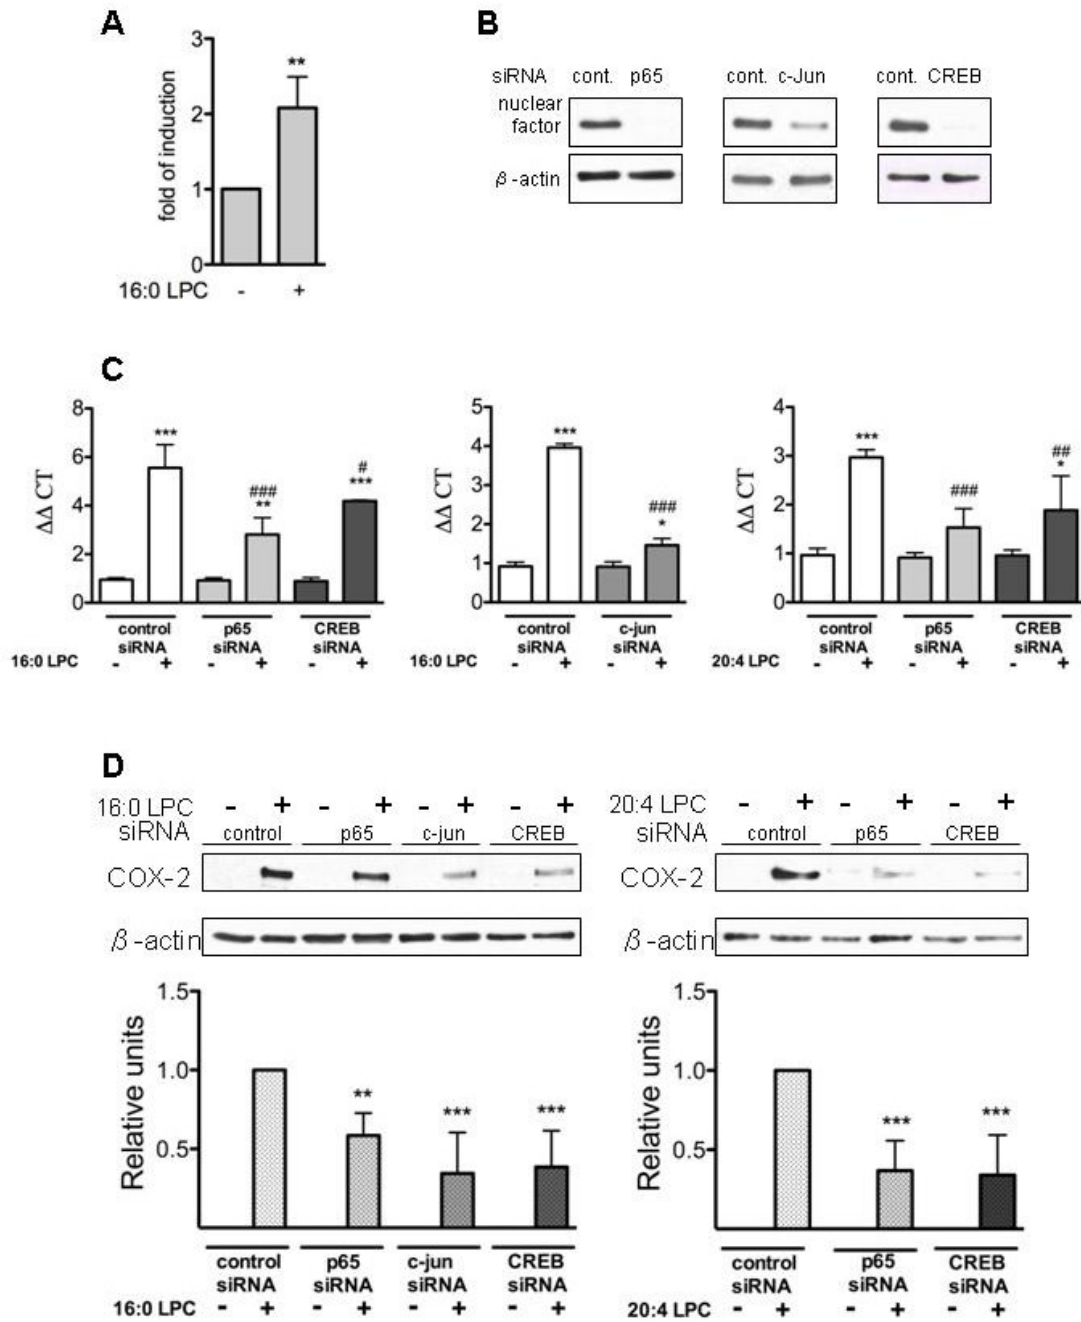 A
3
2
1
0
fold of induction
**
16:0 LPC - +
B
siRNA cont. p65 cont. c-Jun cont. CREB
nuclear
factor
β-actin
C
8
6
4
2
0
ΔΔ CT
***
###
**
#
***
control
siRNA
p65
siRNA
CREB
siRNA
16:0 LPC - + - + - +
5
4
3
2
1
0
ΔΔ CT
***
###
*
control
siRNA
c-jun
siRNA
16:0 LPC - + - +
4
3
2
1
0
ΔΔ CT
***
###
##
*
control
siRNA
p65
siRNA
CREB
siRNA
20:4 LPC - + - + - +
D
16:0 LPC - + - + - + - +
siRNA control p65 c-jun CREB
COX-2
β-actin
1.5
1.0
0.5
Relative units
**
***
***
control
siRNA
p65
siRNA
c-jun
siRNA
CREB
siRNA
16:0 LPC - + - + - + - +
20:4 LPC - + - + - +
siRNA control p65 CREB
COX-2
β-actin
1.5
1.0
0.5
Relative units
***
***
control
siRNA
p65
siRNA
CREB
siRNA
20:4 LPC - + - + - +